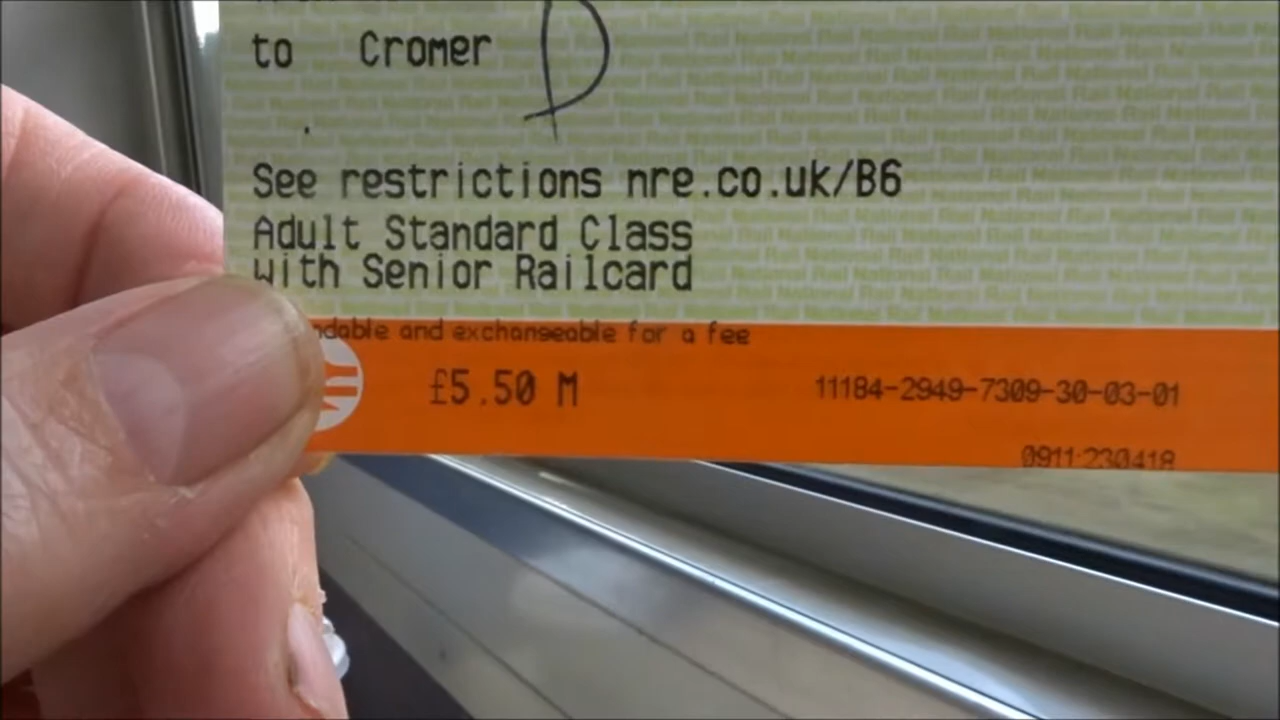 to Cromer
See restrictions nre.co.uk/B6
Adult Standard Class
with Senior Railcard
ndable and exchangeable for a fee
£5.50 M
11184-2949-7309-30-03-01
0911:230418